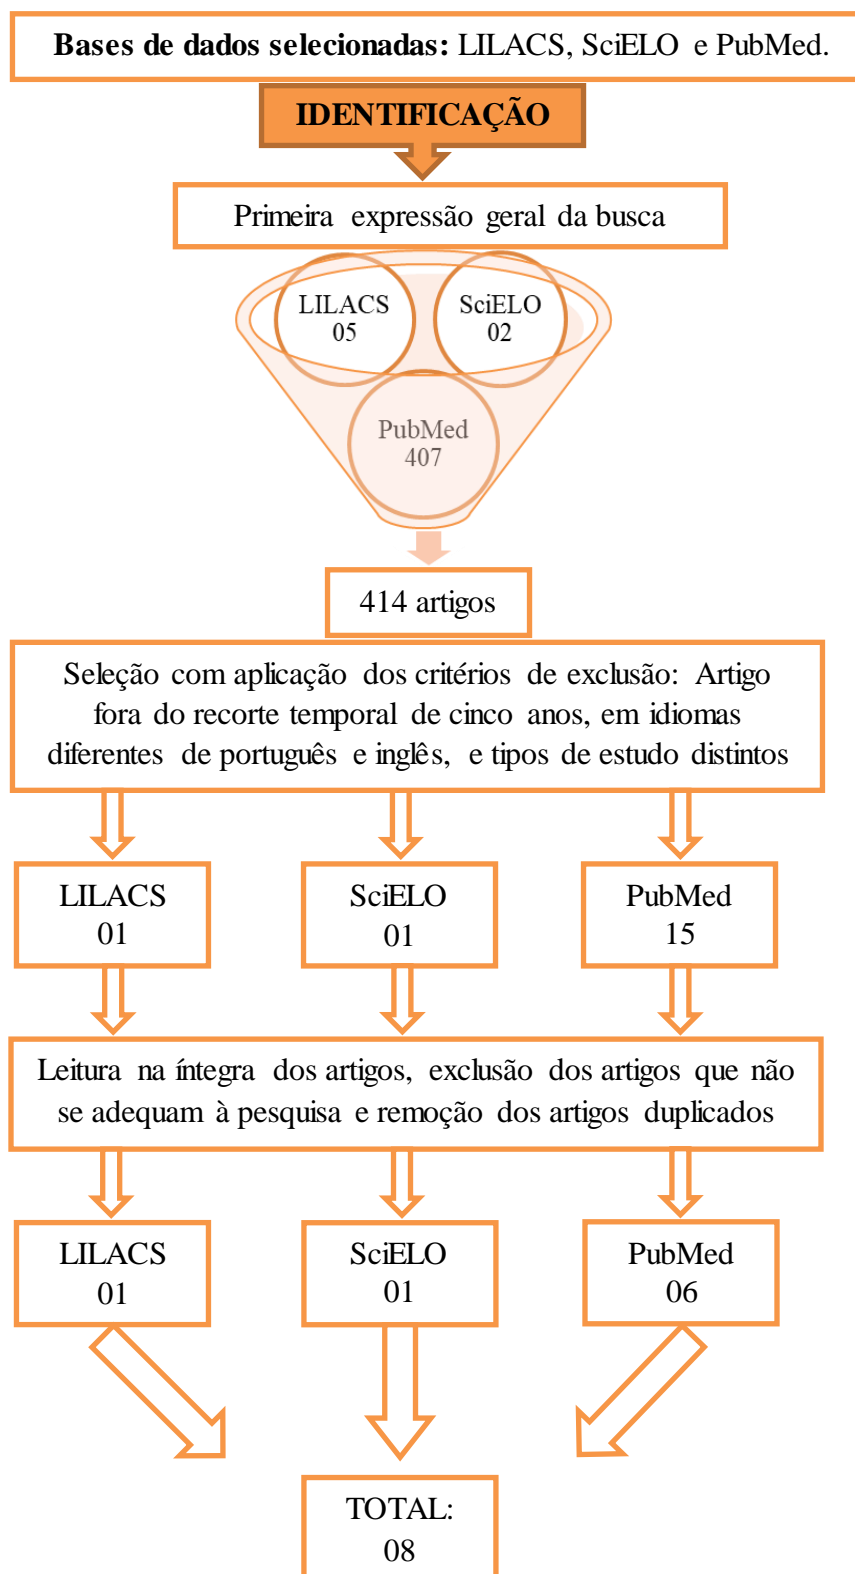 Bases de dados selecionadas: LILACS, SciELO e PubMed.
IDENTIFICAÇÃO
Primeira expressão geral da busca
LILACS
05
SciELO
02
PubMed
407
414 artigos
Seleção com aplicação dos critérios de exclusão: Artigo
fora do recorte temporal de cinco anos, em idiomas
diferentes de português e inglês, e tipos de estudo distintos
LILACS
01
SciELO
01
PubMed
15
Leitura na íntegra dos artigos, exclusão dos artigos que não
se adequam à pesquisa e remoção dos artigos duplicados
LILACS
01
SciELO
01
PubMed
06
TOTAL:
08